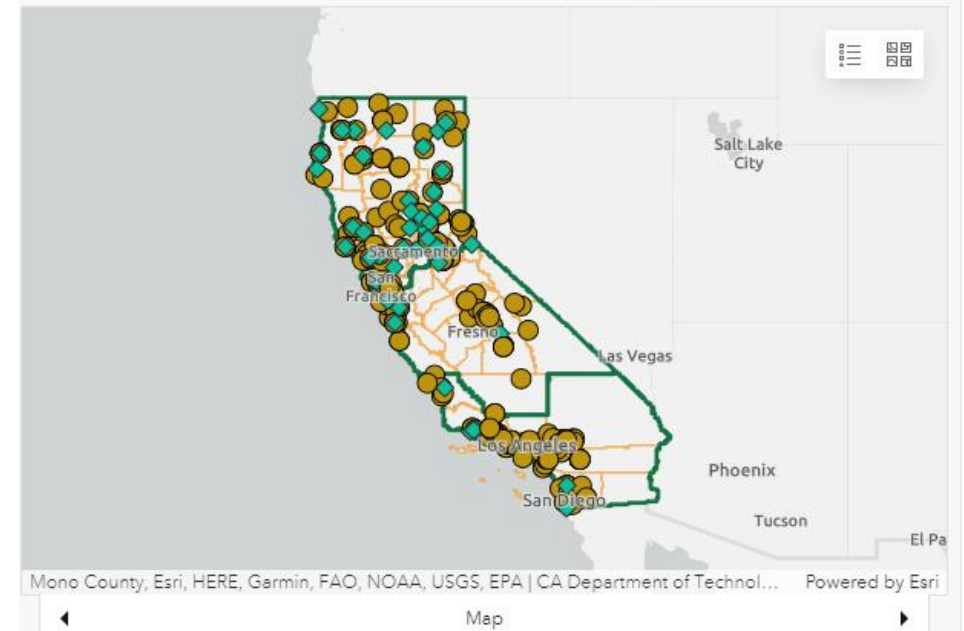 Salt Lake
City
Sacramento
San
Francisco
Fresno
Las Vegas
Los Angeles
Phoenix
San Diego
Tucson
El Pa
Mono County, Esri, HERE, Garmin, FAO, NOAA, USGS, EPA | CA Department of Technol... Powered by Esri
Map